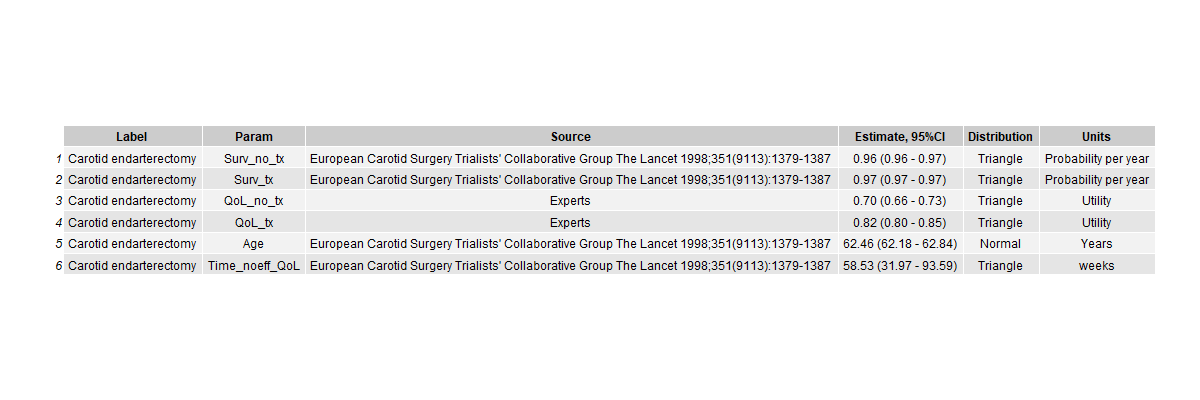 Label Param Source Estimate, 95%CI Distribution Units
1 Carotid endarterectomy Surv_no_tx European Carotid Surgery Trialists' Collaborative Group The Lancet 1998;351(9113):1379-1387 0.96 (0.96 - 0.97) Triangle Probability per year
2 Carotid endarterectomy Surv_tx European Carotid Surgery Trialists' Collaborative Group The Lancet 1998;351(9113):1379-1387 0.97 (0.97 - 0.97) Triangle Probability per year
3 Carotid endarterectomy QoL_no_tx Experts 0.70 (0.66 - 0.73) Triangle Utility
4 Carotid endarterectomy QoL_tx Experts 0.82 (0.80 - 0.85) Triangle Utility
5 Carotid endarterectomy Age European Carotid Surgery Trialists' Collaborative Group The Lancet 1998;351(9113):1379-1387 62.46 (62.18 - 62.84) Normal Years
6 Carotid endarterectomy Time_noeff_QoL European Carotid Surgery Trialists' Collaborative Group The Lancet 1998;351(9113):1379-1387 58.53 (31.97 - 93.59) Triangle weeks